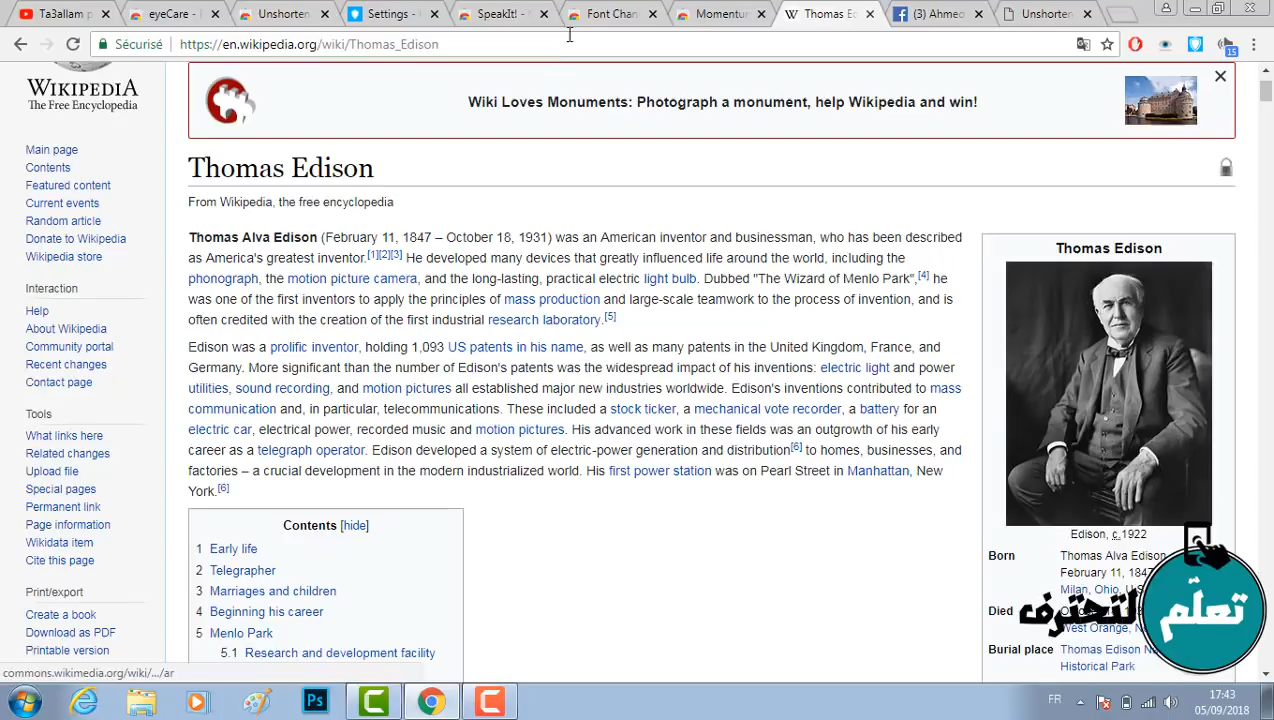 Ta3allam p
eyeCare -
Unshorten
Settings -
SpeakIt! -
Font Chan
Momentur
Thomas Ed
(3) Ahmed
Unshorten
Sécurisé https://en.wikipedia.org/wiki/Thomas_Edison
15
WIKIPEDIA
The Free Encyclopedia
Main page
Contents
Featured content
Current events
Random article
Donate to Wikipedia
Wikipedia store
Interaction
Help
About Wikipedia
Community portal
Recent changes
Contact page
Tools
What links here
Related changes
Upload file
Special pages
Permanent link
Page information
Wikidata item
Cite this page
Print/export
Create a book
Download as PDF
Printable version
Wiki Loves Monuments: Photograph a monument, help Wikipedia and win!
Thomas Edison
From Wikipedia, the free encyclopedia
Thomas Alva Edison (February 11, 1847 – October 18, 1931) was an American inventor and businessman, who has been described
as America's greatest inventor.[1][2][3] He developed many devices that greatly influenced life around the world, including the
phonograph, the motion picture camera, and the long-lasting, practical electric light bulb. Dubbed "The Wizard of Menlo Park",[4] he
was one of the first inventors to apply the principles of mass production and large-scale teamwork to the process of invention, and is
often credited with the creation of the first industrial research laboratory.[5]
Edison was a prolific inventor, holding 1,093 US patents in his name, as well as many patents in the United Kingdom, France, and
Germany. More significant than the number of Edison's patents was the widespread impact of his inventions: electric light and power
utilities, sound recording, and motion pictures all established major new industries worldwide. Edison's inventions contributed to mass
communication and, in particular, telecommunications. These included a stock ticker, a mechanical vote recorder, a battery for an
electric car, electrical power, recorded music and motion pictures. His advanced work in these fields was an outgrowth of his early
career as a telegraph operator. Edison developed a system of electric-power generation and distribution[6] to homes, businesses, and
factories – a crucial development in the modern industrialized world. His first power station was on Pearl Street in Manhattan, New
York.[6]
Contents [hide]
1 Early life
2 Telegrapher
3 Marriages and children
4 Beginning his career
5 Menlo Park
5.1 Research and development facility
Thomas Edison
Edison, c.1922
Born Thomas Alva Edison
February 11, 1847
Milan, Ohio, U.S
Died
West Orange, N
Burial place Thomas Edison Na
Historical Park
تعلّم لتحترف
commons.wikimedia.org/wiki/.../ar
Ps
FR
17:43
05/09/2018